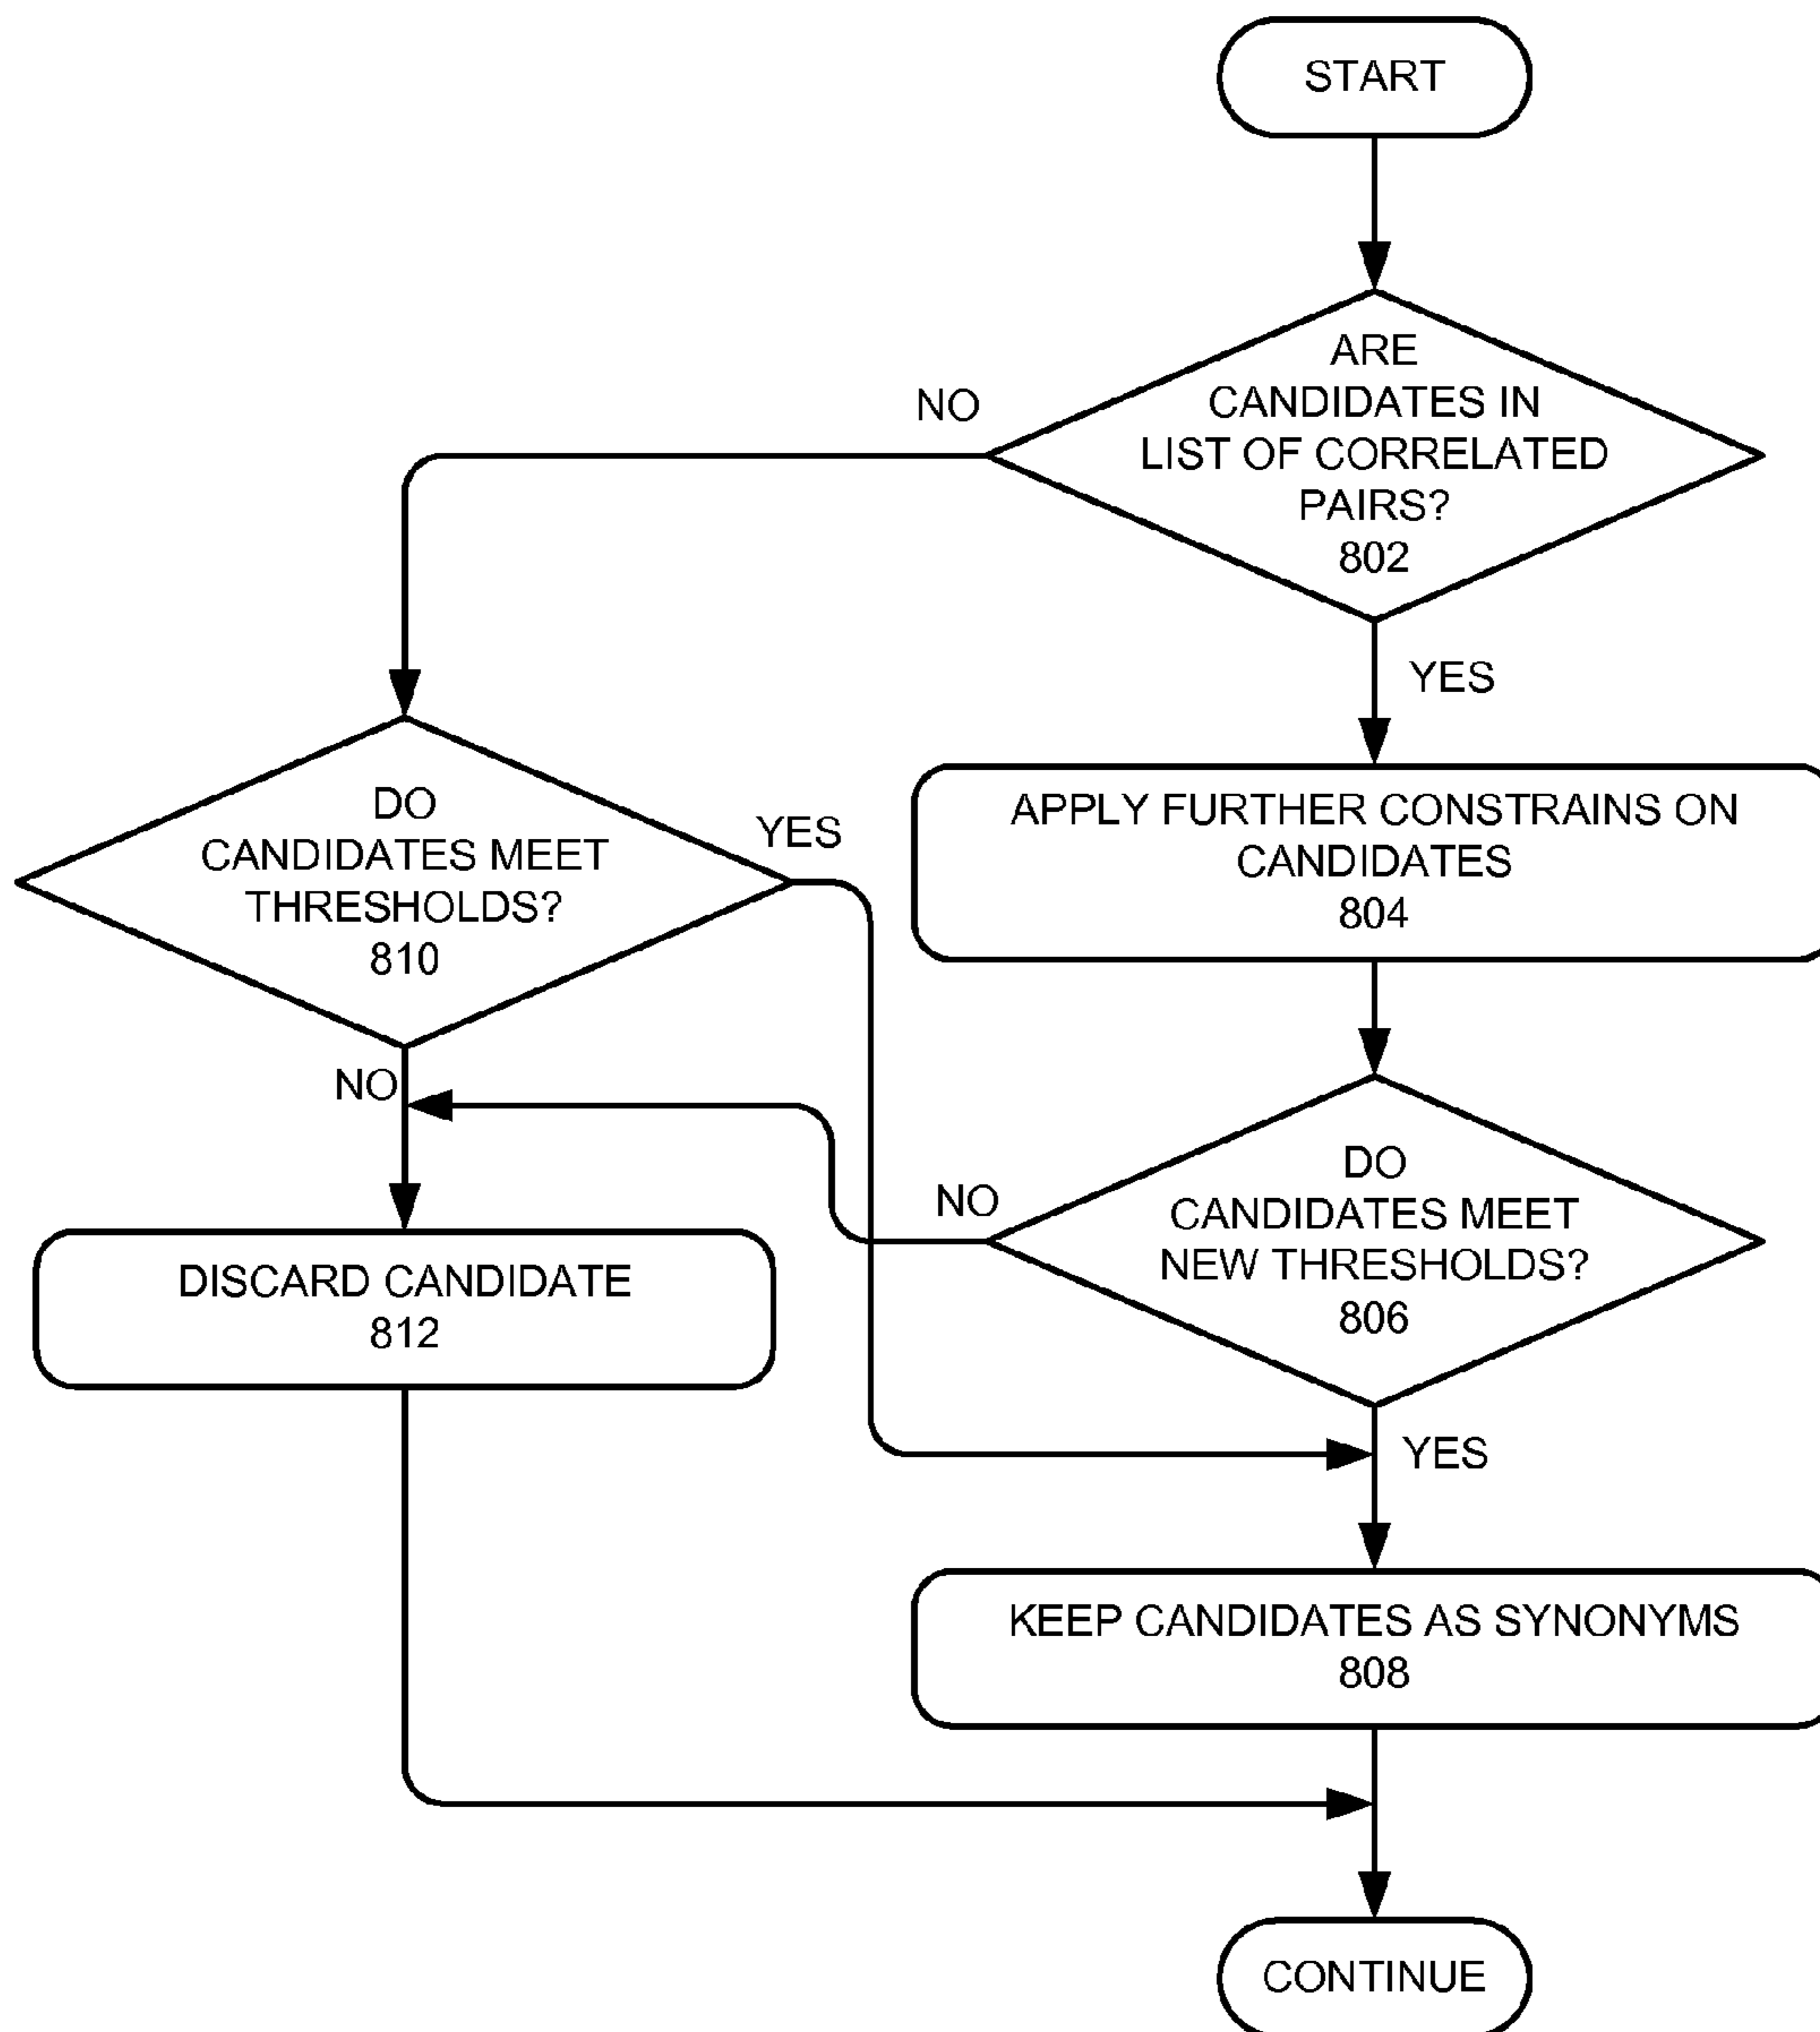 START
ARE
CANDIDATES IN
LIST OF CORRELATED
PAIRS?
802
NO
YES
APPLY FURTHER CONSTRAINS ON
CANDIDATES
804
DO
CANDIDATES MEET
THRESHOLDS?
810
YES
NO
DO
CANDIDATES MEET
NEW THRESHOLDS?
806
NO
YES
DISCARD CANDIDATE
812
KEEP CANDIDATES AS SYNONYMS
808
CONTINUE